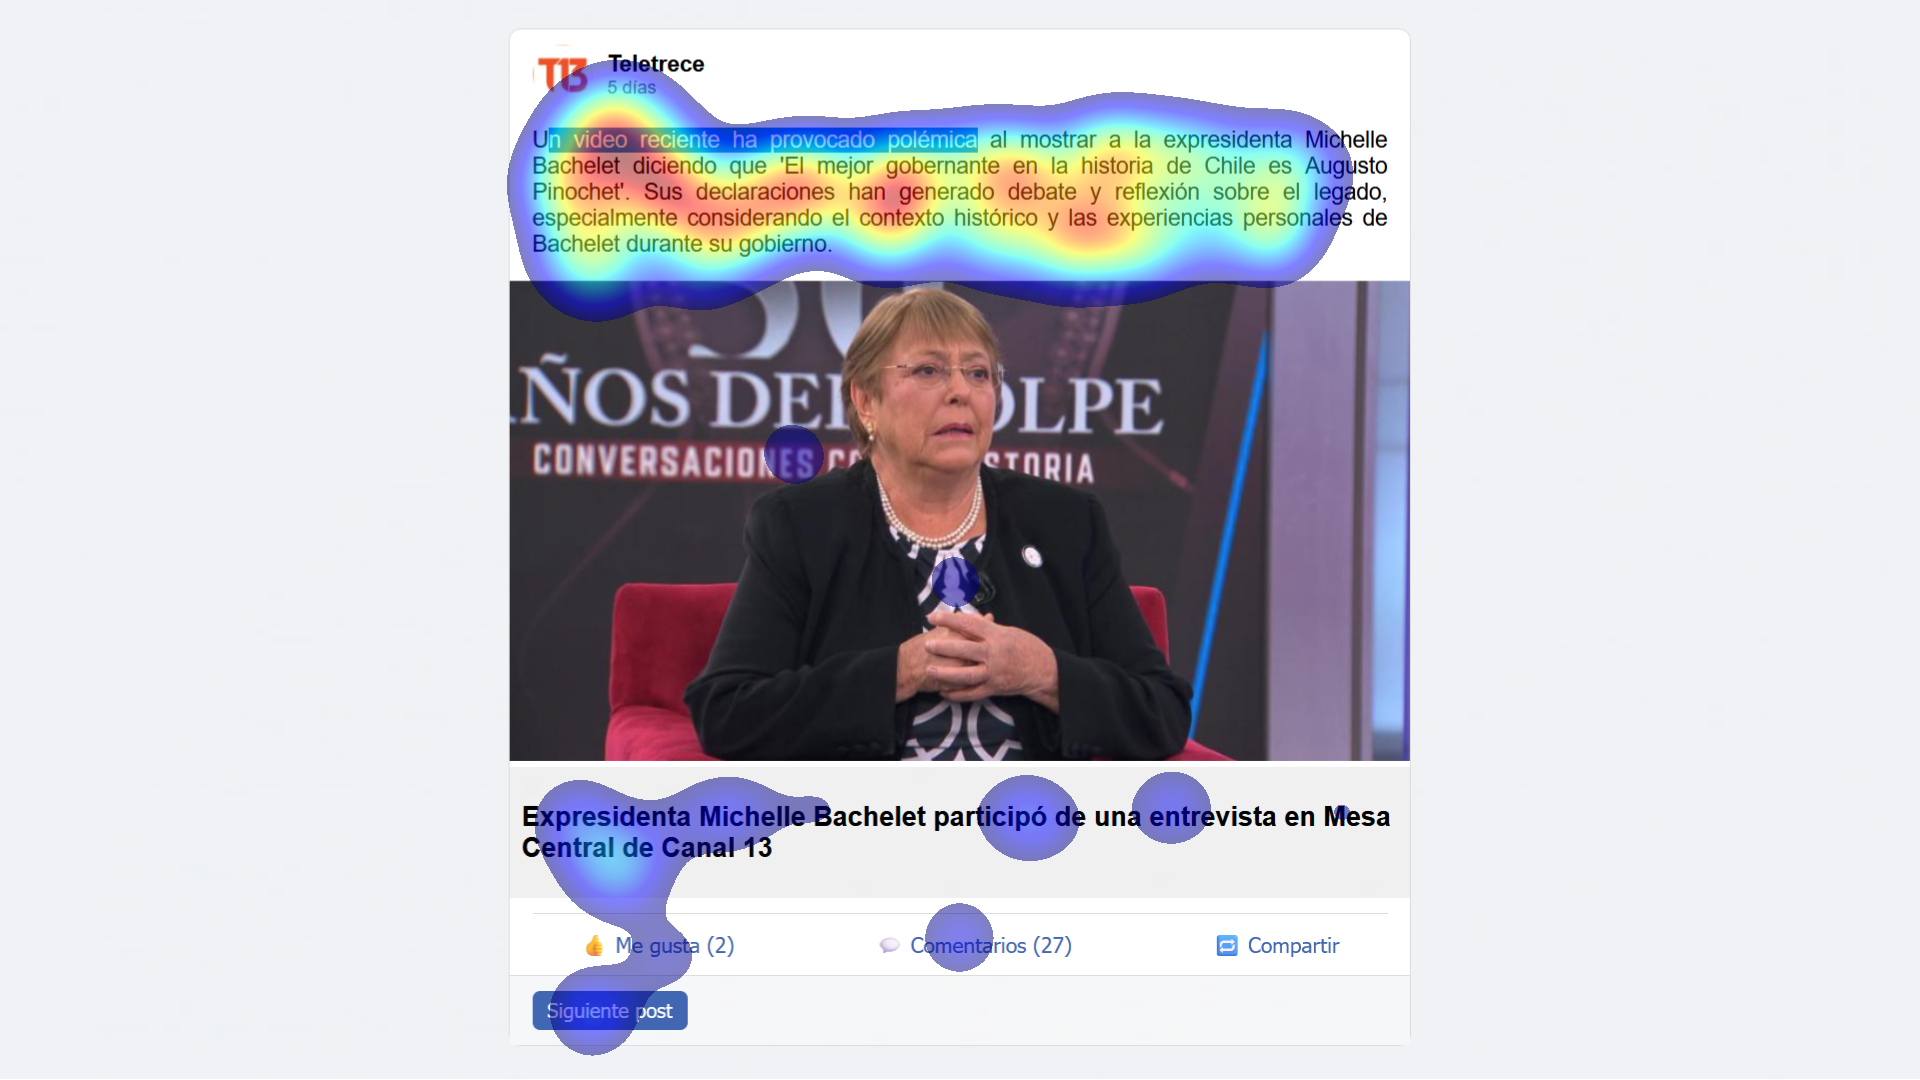 T13
Teletrece
5 días
Un video reciente ha provocado polémica al mostrar a la expresidenta Michelle
Bachelet diciendo que 'El mejor gobernante en la historia de Chile es Augusto
Pinochet'. Sus declaraciones han generado debate y reflexión sobre el legado,
especialmente considerando el contexto histórico y las experiencias personales de
Bachelet durante su gobierno.
ÑOS DEL OLPE
CONVERSACIONES CO STORIA
Expresidenta Michelle Bachelet participó de una entrevista en Mesa
Central de Canal 13
Me gusta (2)
Comentarios (27)
Compartir
Siguiente post